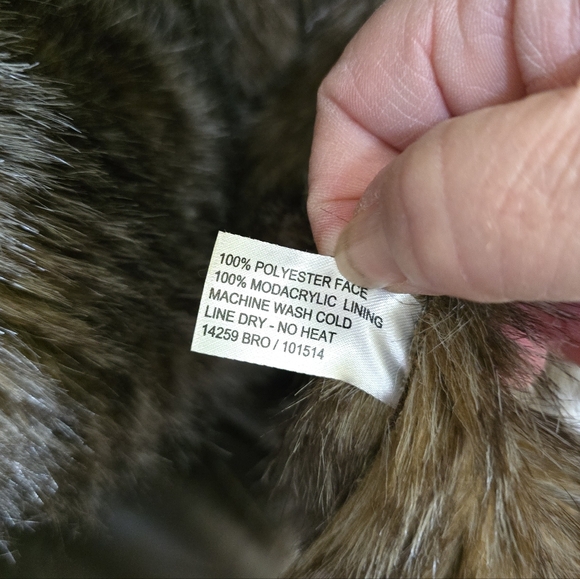 100% POLYESTER FACE
100% MODACRYLIC LINING
MACHINE WASH COLD
LINE DRY - NO HEAT
14259 BRO / 101514